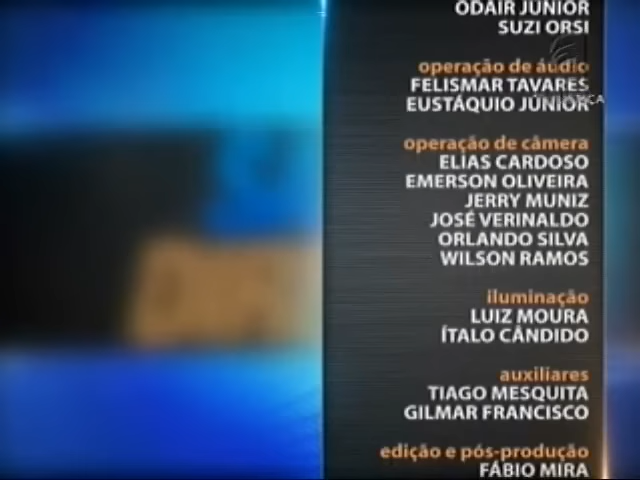 ODAIR JÚNIOR
SUZI ORSI
operação de áudio
FELISMAR TAVARES
EUSTÁQUIO JÚNIOR
operação de câmera
ELIAS CARDOSO
EMERSON OLIVEIRA
JERRY MUNIZ
JOSÉ VERINALDO
ORLANDO SILVA
WILSON RAMOS
iluminação
LUIZ MOURA
ÍTALO CÂNDIDO
auxiliares
TIAGO MESQUITA
GILMAR FRANCISCO
edição e pós-produção
FÁBIO MIRA